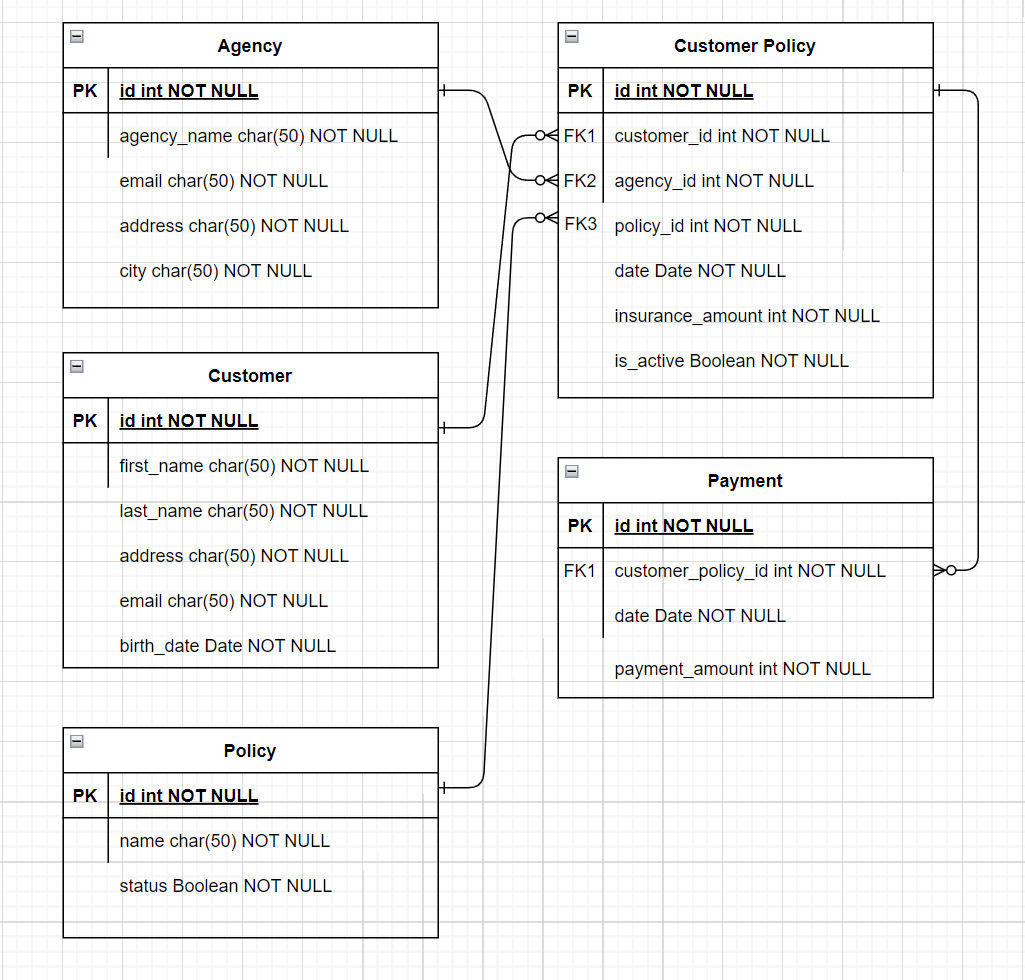 Agency
PK id int NOT NULL
agency_name char(50) NOT NULL
email char(50) NOT NULL
address char(50) NOT NULL
city char(50) NOT NULL
Customer
PK id int NOT NULL
first_name char(50) NOT NULL
last_name char(50) NOT NULL
address char(50) NOT NULL
email char(50) NOT NULL
birth_date Date NOT NULL
Policy
PK id int NOT NULL
name char(50) NOT NULL
status Boolean NOT NULL
Customer Policy
PK id int NOT NULL
FK1 customer_id int NOT NULL
FK2 agency_id int NOT NULL
FK3 policy_id int NOT NULL
date Date NOT NULL
insurance_amount int NOT NULL
is_active Boolean NOT NULL
Payment
PK id int NOT NULL
FK1 customer_policy_id int NOT NULL
date Date NOT NULL
payment_amount int NOT NULL